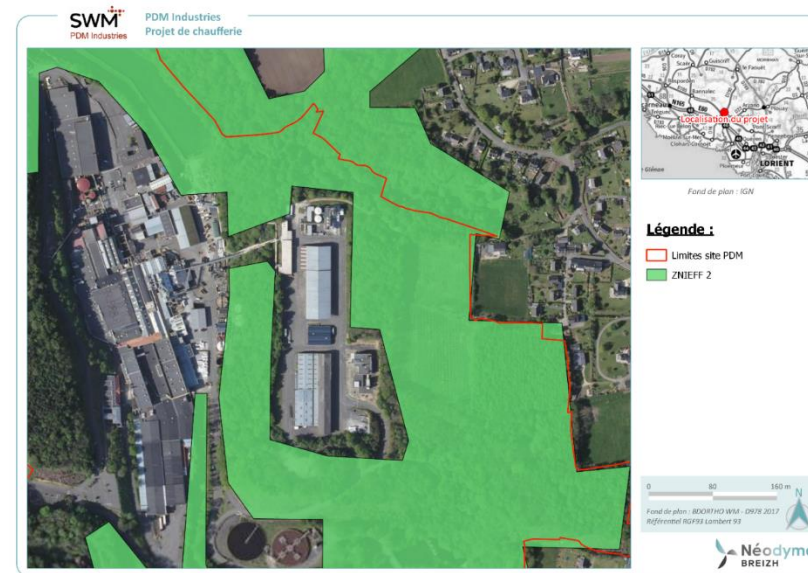 SWM
PDM Industries
PDM Industries
Projet de chaufferie
Localisation du projet
LORIENT
Fond de plan : IGN
Légende :
Limites site PDM
ZNIEFF 2
0 80 160 m
N
Fond de plan : BDORTHO WM - D978 2017
Référentiel RGF93 Lambert 93
Néodyme
BREIZH